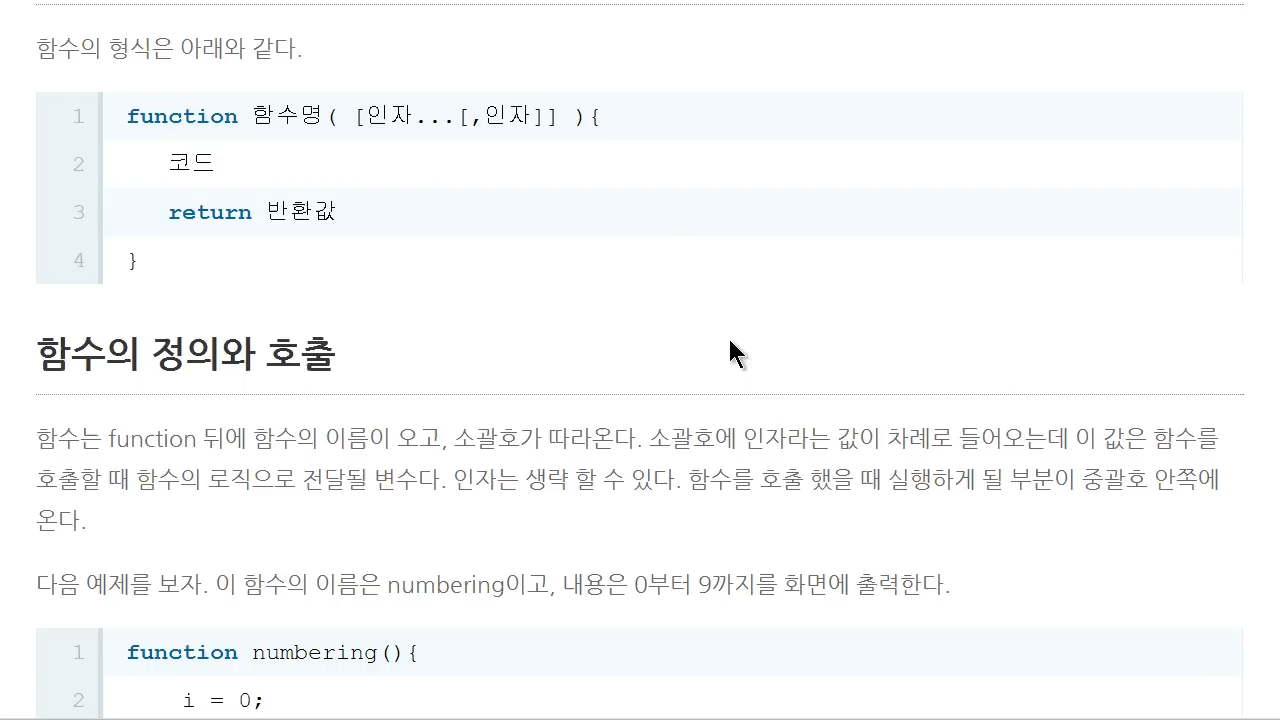 함수의 형식은 아래와 같다.
1 function 함수명( [인자...[,인자]] ){
2 코드
3 return 반환값
4 }
함수의 정의와 호출
함수는 function 뒤에 함수의 이름이 오고, 소괄호가 따라온다. 소괄호에 인자라는 값이 차례로 들어오는데 이 값은 함수를
호출할 때 함수의 로직으로 전달될 변수다. 인자는 생략 할 수 있다. 함수를 호출 했을 때 실행하게 될 부분이 중괄호 안쪽에
온다.
다음 예제를 보자. 이 함수의 이름은 numbering이고, 내용은 0부터 9까지를 화면에 출력한다.
1 function numbering(){
2 i = 0;